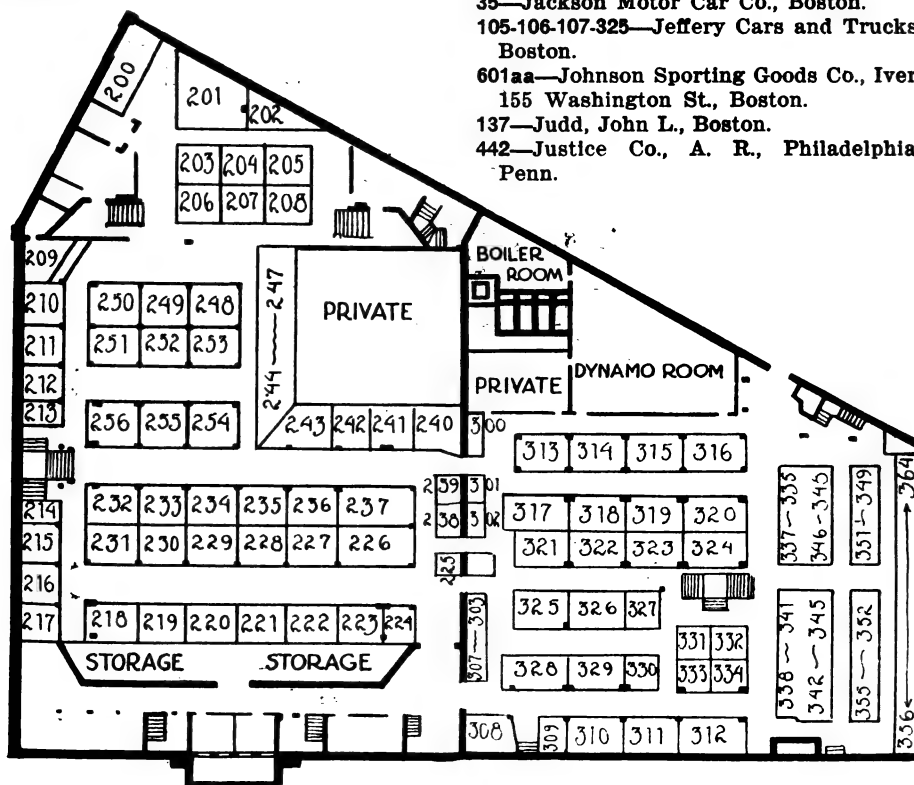 35—Jackson Motor Car Co., Boston.
105-106-107-325—Jeffery Cars and Trucks
Boston.
601aa—Johnson Sporting Goods Co., Iver
155 Washington St., Boston.
137—Judd, John L., Boston.
442—Justice Co., A. R., Philadelphia
Penn.
200
201
202
203 204 205
206 207 208
209
210
211
212
213
214
215
216
217
250 249 248
251 252 253
256 255 254
244—247
PRIVATE
243 242 241 240
232 233 234 235 236 237
231 230 229 228 227 226
218 219 220 221 222 223 224
STORAGE STORAGE
BOILER
ROOM
PRIVATE
DYNAMO ROOM
300
239 301
238 302
225
307—303
308
309 310 311 312
313 314 315 316
317 318 319 320
321 322 323 324
325 326 327
328 329 330
331 332
333 334
337~335
346~345
351~349
338~341
342~345
355~352
336 364